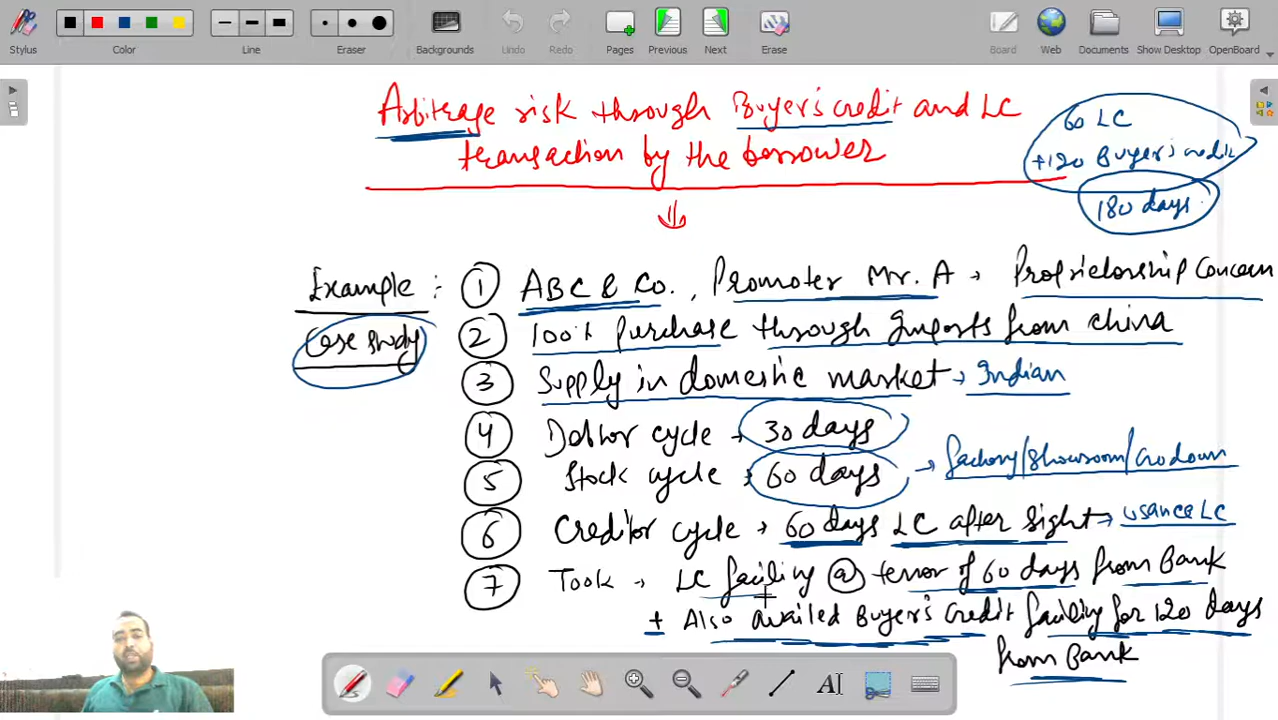 Stylus
Color
Line
Eraser
Backgrounds
Undo
Redo
Pages
Previous
Next
Erase
Board
Web
Documents
Show Desktop
OpenBoard
Arbitrage risk through Buyer's credit and LC
transaction by the borrower
60 LC
+120 Buyer's credit
180 days
Example :
Case study
1 ABC & Co., Promoter Mr. A → Proprietorship Concern
2 100% purchase through Imports from China
3 Supply in domestic market → Indian
4 Debtor cycle → 30 days
5 Stock cycle → 60 days → factory/showroom/Godown
6 Creditor cycle → 60 days LC after sight → usance LC
7 Took → LC facility @ tenor of 60 days from Bank
+ Also availed Buyer's credit facility for 120 days
from Bank